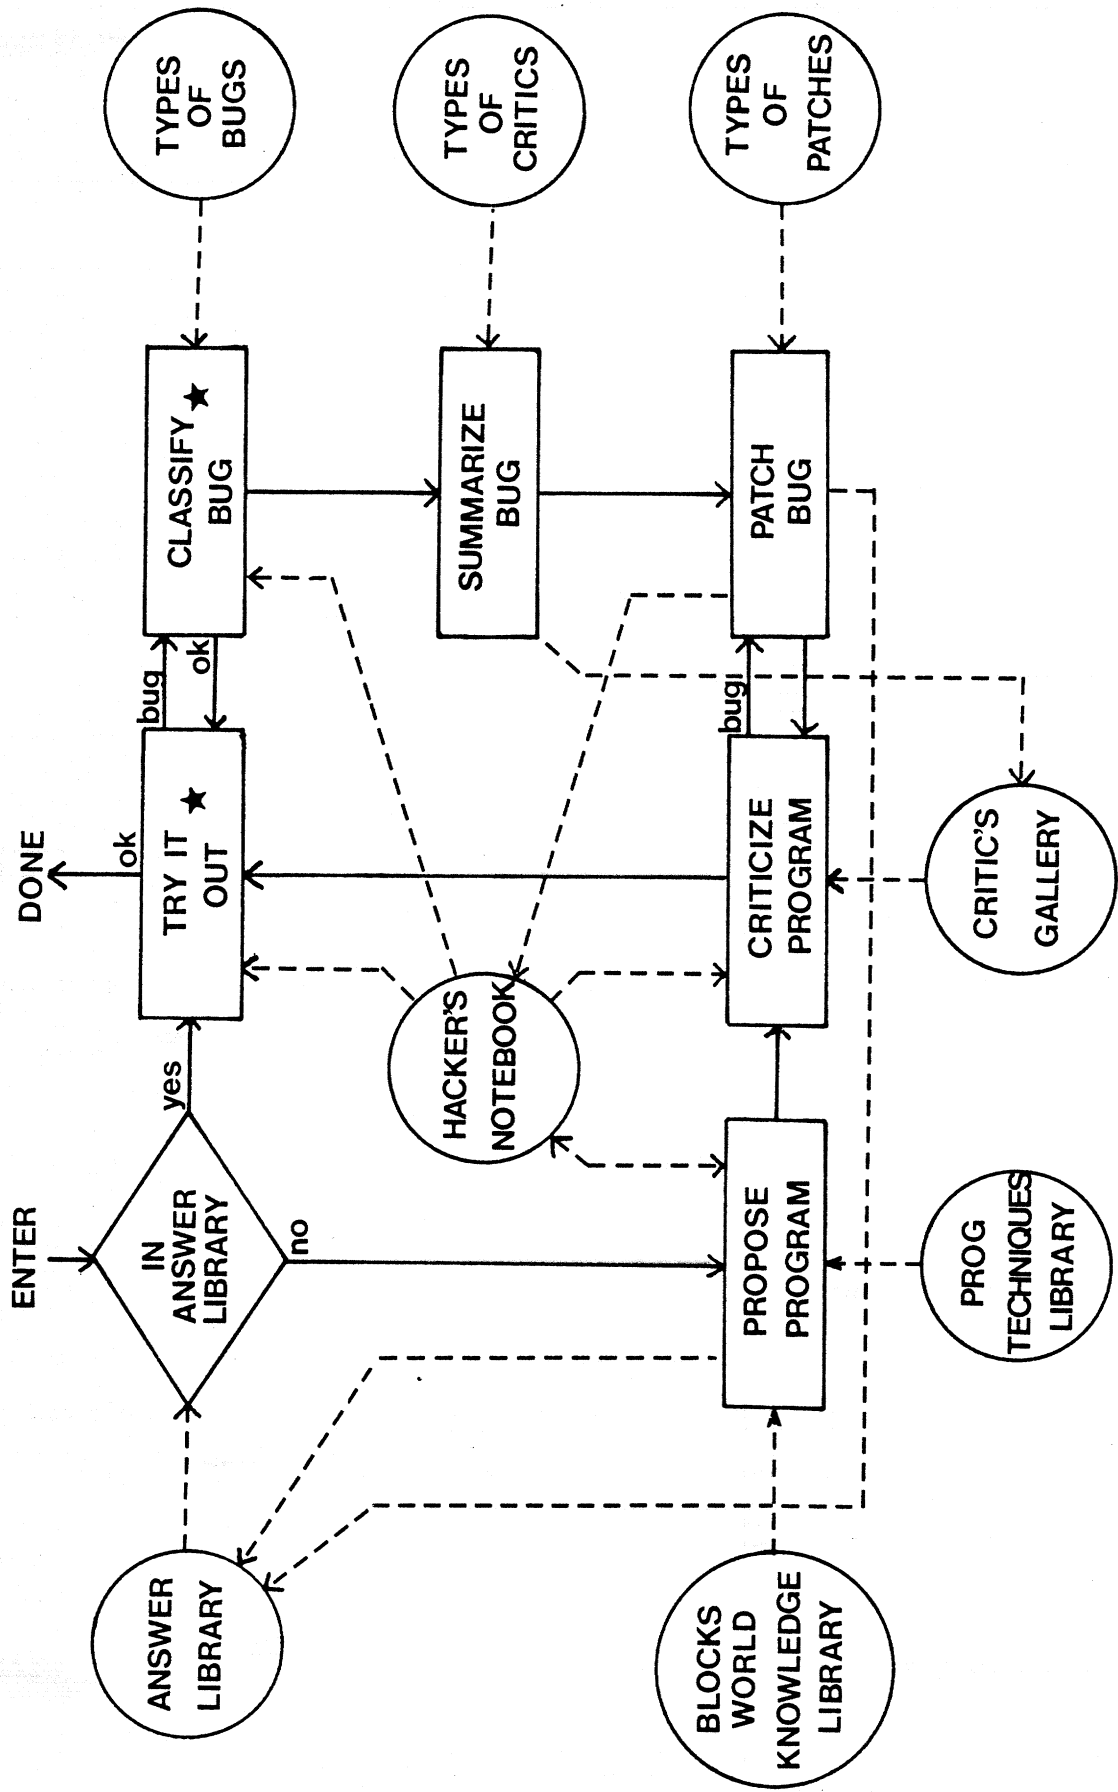 ENTER
DONE
ok
ANSWER
LIBRARY
IN
ANSWER
LIBRARY
yes
no
TRY IT ★
OUT
bug
ok
CLASSIFY ★
BUG
TYPES
OF
BUGS
HACKER'S
NOTEBOOK
SUMMARIZE
BUG
TYPES
OF
CRITICS
BLOCKS
WORLD
KNOWLEDGE
LIBRARY
PROPOSE
PROGRAM
CRITICIZE
PROGRAM
bug
PATCH
BUG
TYPES
OF
PATCHES
PROG
TECHNIQUES
LIBRARY
CRITIC'S
GALLERY